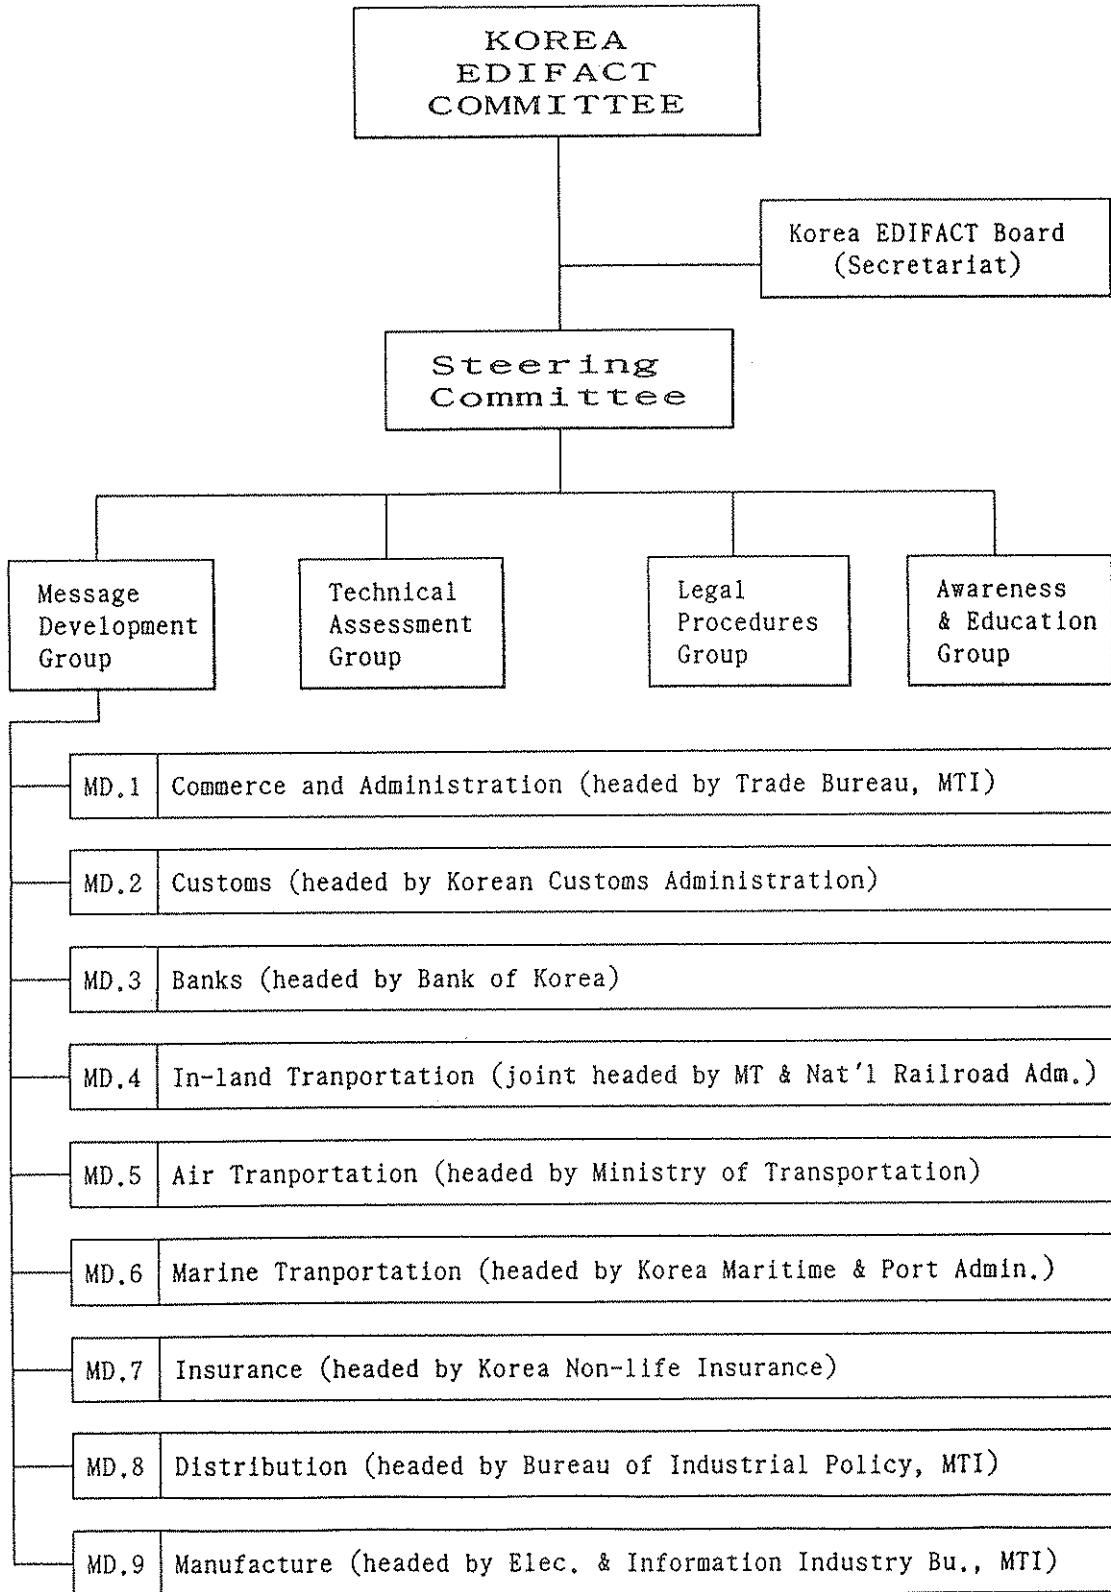 KOREA
EDIFACT
COMMITTEE
Korea EDIFACT Board
(Secretariat)
Steering
Committee
Message
Development
Group
Technical
Assessment
Group
Legal
Procedures
Group
Awareness
& Education
Group
MD.1 Commerce and Administration (headed by Trade Bureau, MTI)
MD.2 Customs (headed by Korean Customs Administration)
MD.3 Banks (headed by Bank of Korea)
MD.4 In-land Tranportation (joint headed by MT & Nat'l Railroad Adm.)
MD.5 Air Tranportation (headed by Ministry of Transportation)
MD.6 Marine Tranportation (headed by Korea Maritime & Port Admin.)
MD.7 Insurance (headed by Korea Non-life Insurance)
MD.8 Distribution (headed by Bureau of Industrial Policy, MTI)
MD.9 Manufacture (headed by Elec. & Information Industry Bu., MTI)